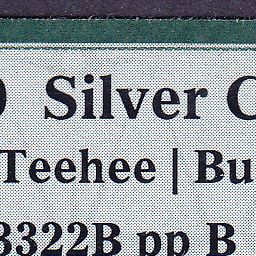 Silver C
Teehee | Bu
3322B pp B